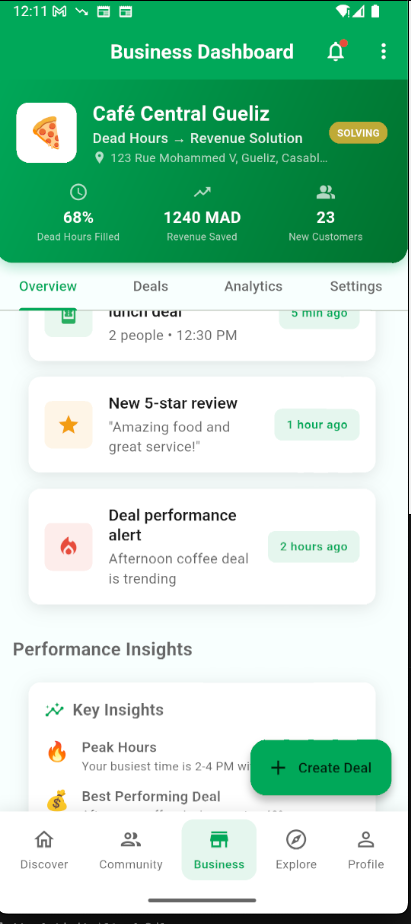 12:11
Business Dashboard
Café Central Gueliz
Dead Hours → Revenue Solution
SOLVING
123 Rue Mohammed V, Gueliz, Casabl...
68%
1240 MAD
23
Dead Hours Filled
Revenue Saved
New Customers
Overview
Deals
Analytics
Settings
lunch deal
5 min ago
2 people • 12:30 PM
New 5-star review
"Amazing food and
great service!"
1 hour ago
Deal performance
alert
Afternoon coffee deal
is trending
2 hours ago
Performance Insights
Key Insights
Peak Hours
Your busiest time is 2-4 PM wi
Best Performing Deal
+ Create Deal
Discover
Community
Business
Explore
Profile